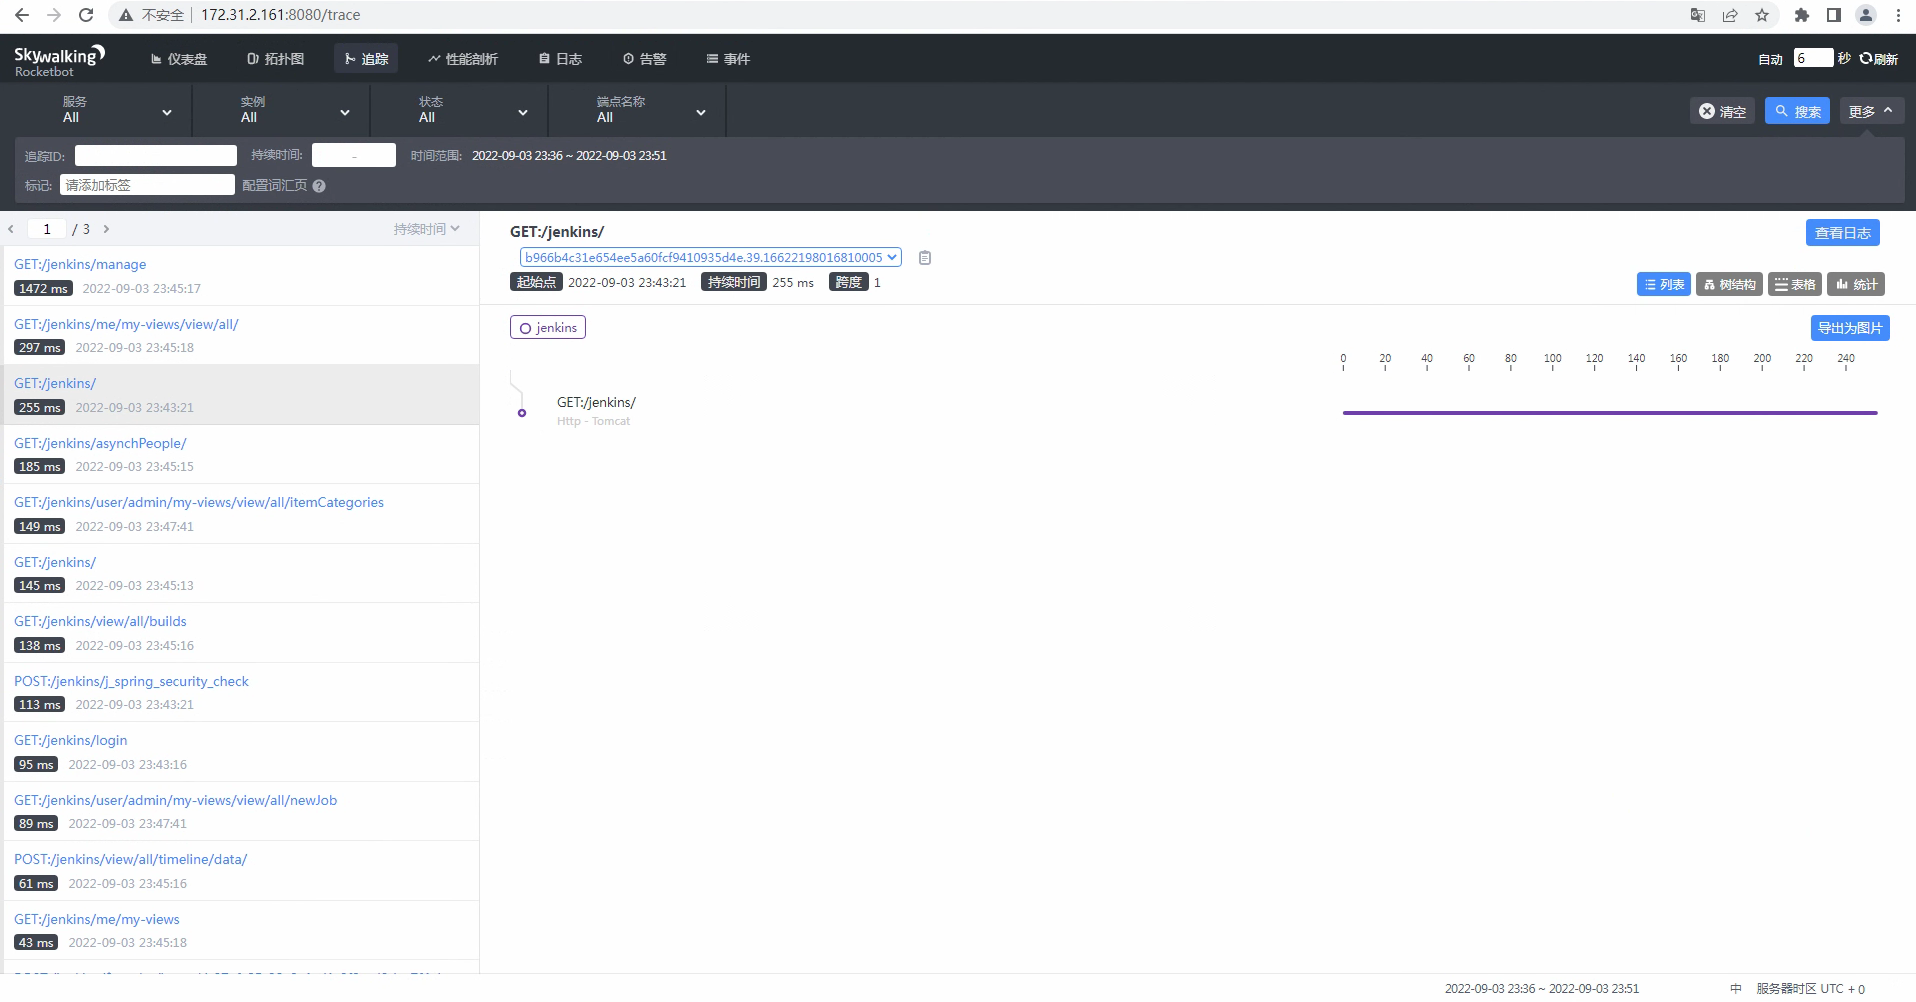 不安全 172.31.2.161:8080/trace
Skywalking
Rocketbot
仪表盘 拓扑图 追踪 性能剖析 日志 告警 事件
自动 6 秒 刷新
服务 实例 状态 端点名称
All All All All
清空 搜索 更多
追踪ID: 持续时间: - 时间范围: 2022-09-03 23:36 ~ 2022-09-03 23:51
标记: 请添加标签 配置词汇页 ?
1 / 3 持续时间
GET:/jenkins/manage
1472 ms 2022-09-03 23:45:17
GET:/jenkins/me/my-views/view/all/
297 ms 2022-09-03 23:45:18
GET:/jenkins/
255 ms 2022-09-03 23:43:21
GET:/jenkins/asynchPeople/
185 ms 2022-09-03 23:45:15
GET:/jenkins/user/admin/my-views/view/all/itemCategories
149 ms 2022-09-03 23:47:41
GET:/jenkins/
145 ms 2022-09-03 23:45:13
GET:/jenkins/view/all/builds
138 ms 2022-09-03 23:45:16
POST:/jenkins/j_spring_security_check
113 ms 2022-09-03 23:43:21
GET:/jenkins/login
95 ms 2022-09-03 23:43:16
GET:/jenkins/user/admin/my-views/view/all/newJob
89 ms 2022-09-03 23:47:41
POST:/jenkins/view/all/timeline/data/
61 ms 2022-09-03 23:45:16
GET:/jenkins/me/my-views
43 ms 2022-09-03 23:45:18
GET:/jenkins/
查看日志
b966b4c31e654ee5a60fcf9410935d4e.39.16622198016810005
起始点 2022-09-03 23:43:21 持续时间 255 ms 跨度 1
列表 树结构 表格 统计
jenkins
导出为图片
0 20 40 60 80 100 120 140 160 180 200 220 240
GET:/jenkins/
Http - Tomcat
2022-09-03 23:36 ~ 2022-09-03 23:51 中 服务器时区 UTC + 0